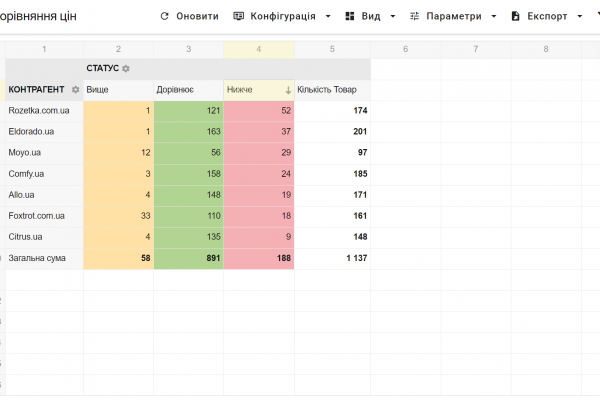 орівняння цін Оновити Конфігурація Вид Параметри Експорт
1 2 3 4 5 6 7 8
СТАТУС
КОНТРАГЕНТ Вище Дорівнює Нижче Кількість Товар
Rozetka.com.ua 1 121 52 174
Eldorado.ua 1 163 37 201
Moyo.ua 12 56 29 97
Comfy.ua 3 158 24 185
Allo.ua 4 148 19 171
Foxtrot.com.ua 33 110 18 161
Citrus.ua 4 135 9 148
Загальна сума 58 891 188 1 137